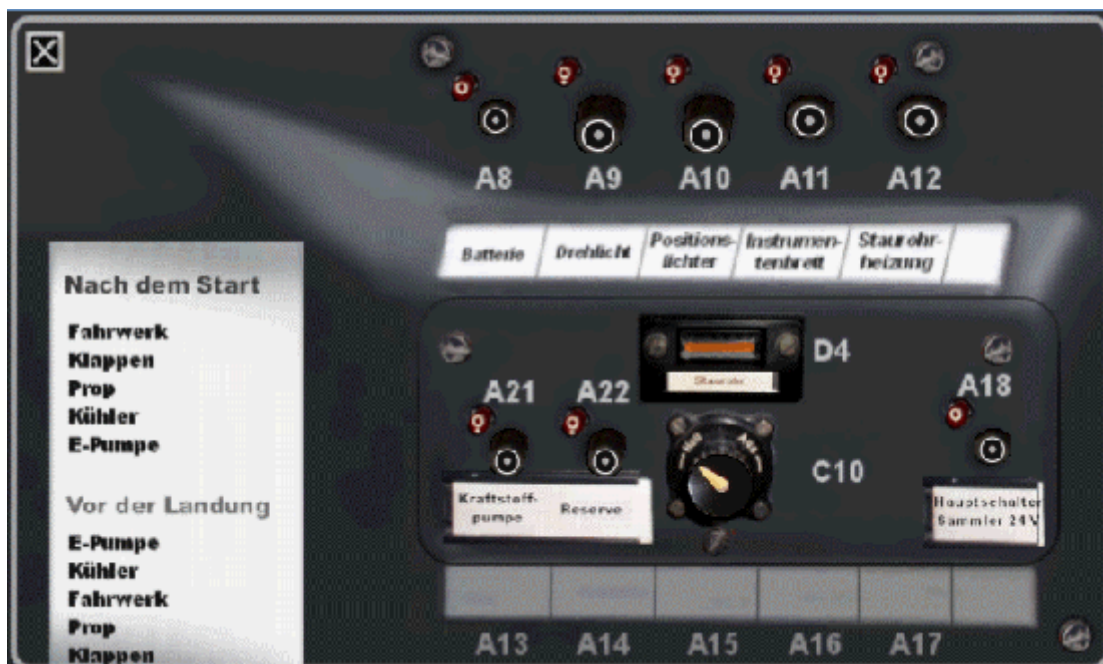 X
A8 A9 A10 A11 A12
Batterie
Drehlicht
Positions-
lichter
Instrumen-
tenbrett
Staurohr-
heizung
Nach dem Start
Fahrwerk
Klappen
Prop
Kühler
E-Pumpe
Vor der Landung
E-Pumpe
Kühler
Fahrwerk
Prop
Klappen
D4
Staurohr
A21 A22
A18
C10
Kraftstoff-
pumpe
Reserve
Hauptschalter
Sammler 24V
A13 A14 A15 A16 A17